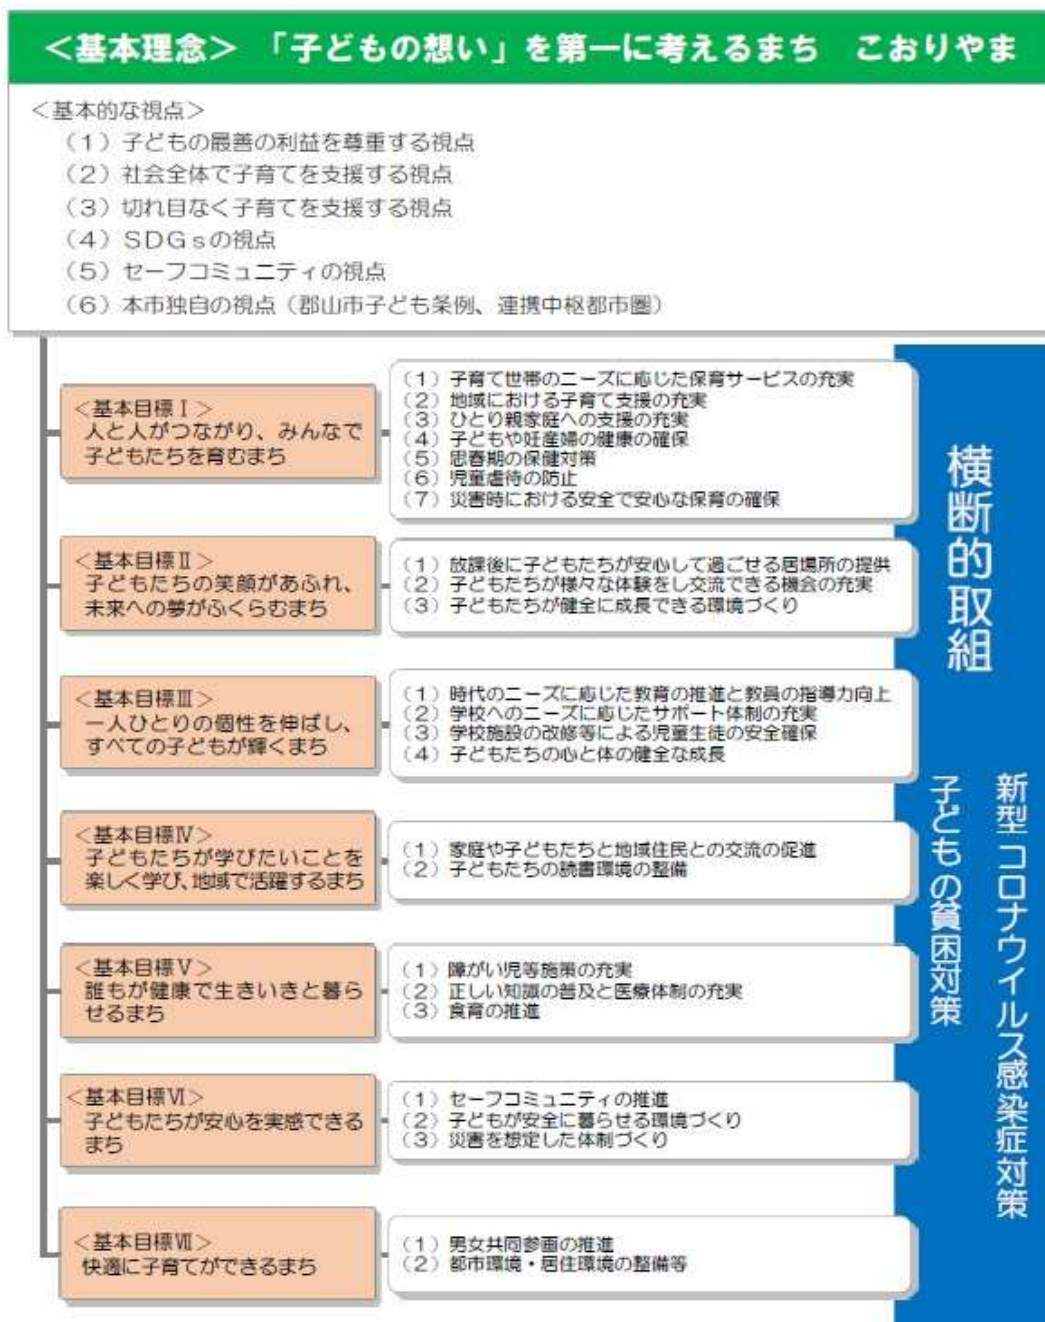 ＜基本理念＞ 「子どもの想い」を第一に考えるまち　こおりやま
＜基本的な視点＞
（1）子どもの最善の利益を尊重する視点
（2）社会全体で子育てを支援する視点
（3）切れ目なく子育てを支援する視点
（4）ＳＤＧｓの視点
（5）セーフコミュニティの視点
（6）本市独自の視点（郡山市子ども条例、連携中枢都市圏）
＜基本目標Ⅰ＞
人と人がつながり、みんなで
子どもたちを育むまち
（1）子育て世帯のニーズに応じた保育サービスの充実
（2）地域における子育て支援の充実
（3）ひとり親家庭への支援の充実
（4）子どもや妊産婦の健康の確保
（5）思春期の保健対策
（6）児童虐待の防止
（7）災害時における安全で安心な保育の確保
＜基本目標Ⅱ＞
子どもたちの笑顔があふれ、
未来への夢がふくらむまち
（1）放課後に子どもたちが安心して過ごせる居場所の提供
（2）子どもたちが様々な体験をし交流できる機会の充実
（3）子どもたちが健全に成長できる環境づくり
＜基本目標Ⅲ＞
一人ひとりの個性を伸ばし、
すべての子どもが輝くまち
（1）時代のニーズに応じた教育の推進と教員の指導力向上
（2）学校へのニーズに応じたサポート体制の充実
（3）学校施設の改修等による児童生徒の安全確保
（4）子どもたちの心と体の健全な成長
＜基本目標Ⅳ＞
子どもたちが学びたいことを
楽しく学び、地域で活躍するまち
（1）家庭や子どもたちと地域住民との交流の促進
（2）子どもたちの読書環境の整備
＜基本目標Ⅴ＞
誰もが健康で生きいきと暮ら
せるまち
（1）障がい児等施策の充実
（2）正しい知識の普及と医療体制の充実
（3）食育の推進
＜基本目標Ⅵ＞
子どもたちが安心を実感できる
まち
（1）セーフコミュニティの推進
（2）子どもが安全に暮らせる環境づくり
（3）災害を想定した体制づくり
＜基本目標Ⅶ＞
快適に子育てができるまち
（1）男女共同参画の推進
（2）都市環境・居住環境の整備等
横断的取組
新型コロナウイルス感染症対策
子どもの貧困対策